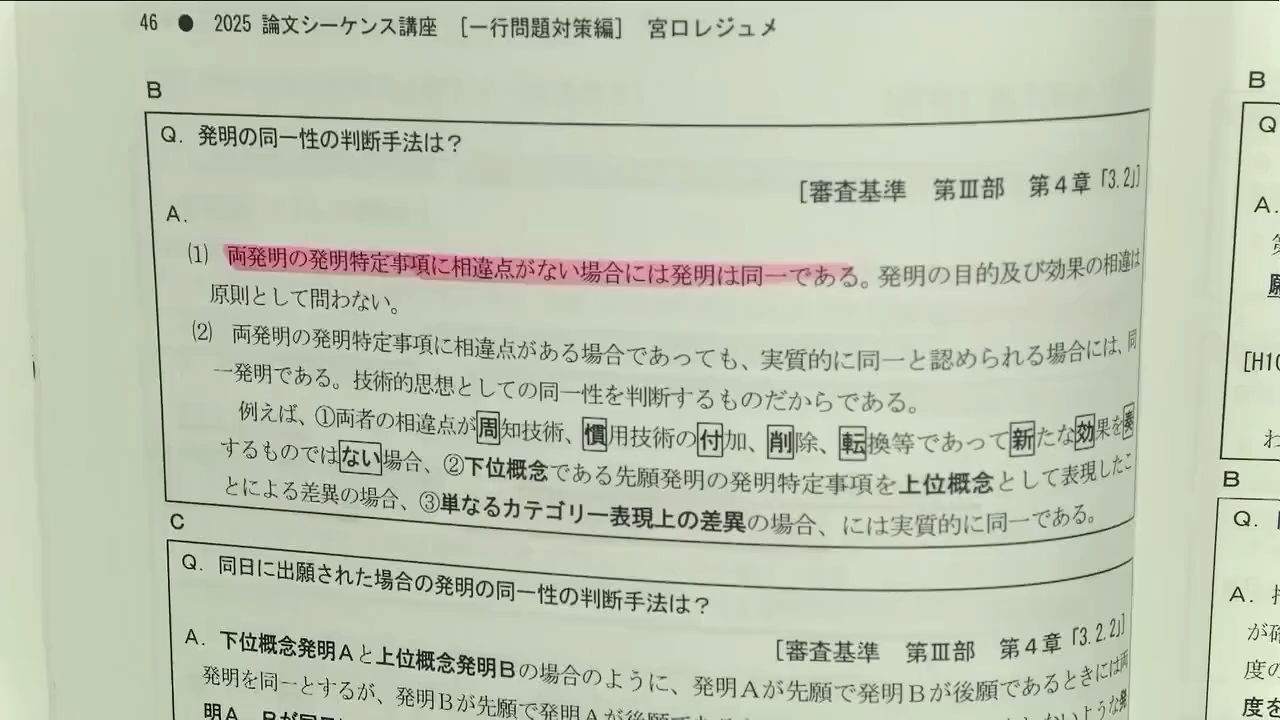 46 ● 2025 論文シーケンス講座 [一行問題対策編] 宮口レジュメ
B
Q. 発明の同一性の判断手法は?
[審査基準 第Ⅲ部 第4章「3.2」]
A.
(1) 両発明の発明特定事項に相違点がない場合には発明は同一である。発明の目的及び効果の相違は
原則として問わない。
(2) 両発明の発明特定事項に相違点がある場合であっても、実質的に同一と認められる場合には、同
一発明である。技術的思想としての同一性を判断するものだからである。
例えば、①両者の相違点が周知技術、慣用技術の付加、削除、転換等であって新たな効果を奏
するものではない場合、②下位概念である先願発明の発明特定事項を上位概念として表現したこ
とによる差異の場合、③単なるカテゴリー表現上の差異の場合、には実質的に同一である。
C
Q. 同日に出願された場合の発明の同一性の判断手法は?
[審査基準 第Ⅲ部 第4章「3.2.2」]
A. 下位概念発明Aと上位概念発明Bの場合のように、発明Aが先願で発明Bが後願であるときには両
発明を同一とするが、発明Bが先願で発明Aが後願である
明A、Bが同日
B
Q
A.
[H10
わ
B
Q.
A.
が確
度の
度を